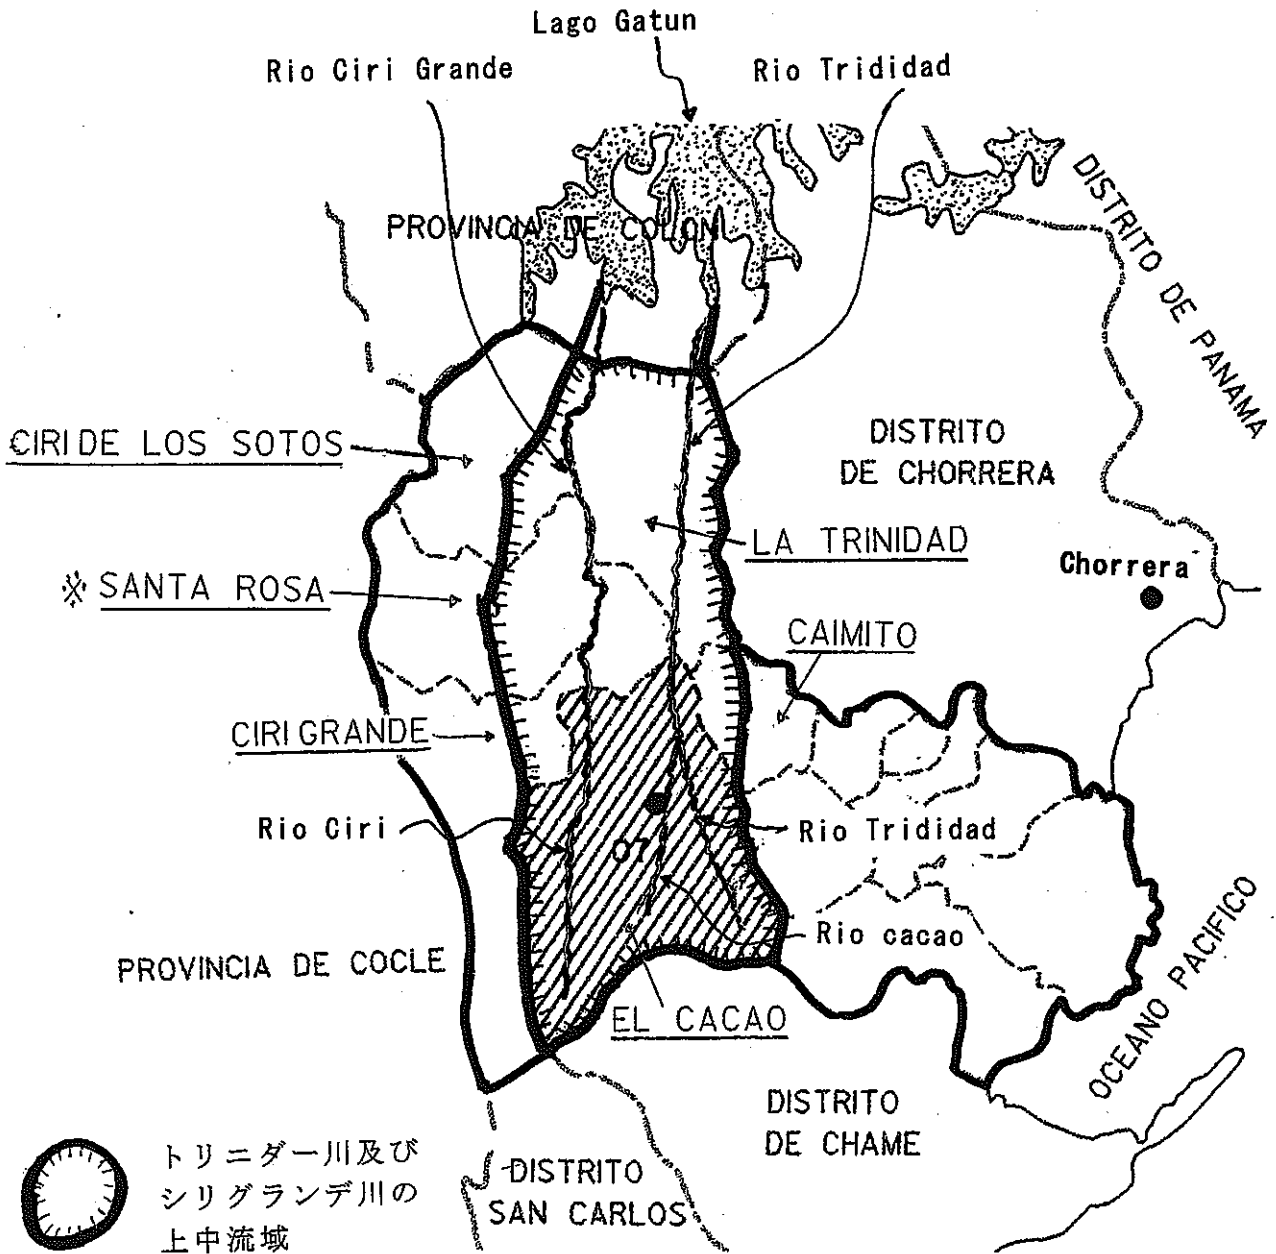 Lago Gatun
Rio Ciri Grande
Rio Trididad
PROVINCIA DE COLON
DISTRITO DE PANAMA
CIRI DE LOS SOTOS
DISTRITO
DE CHORRERA
LA TRINIDAD
Chorrera
※ SANTA ROSA
CAIMITO
CIRI GRANDE
Rio Ciri
07
Rio Trididad
Rio cacao
PROVINCIA DE COCLE
EL CACAO
OCEANO PACIFICO
DISTRITO
DE CHAME
DISTRITO
SAN CARLOS
トリニダー川及び
シリグランデ川の
上中流域